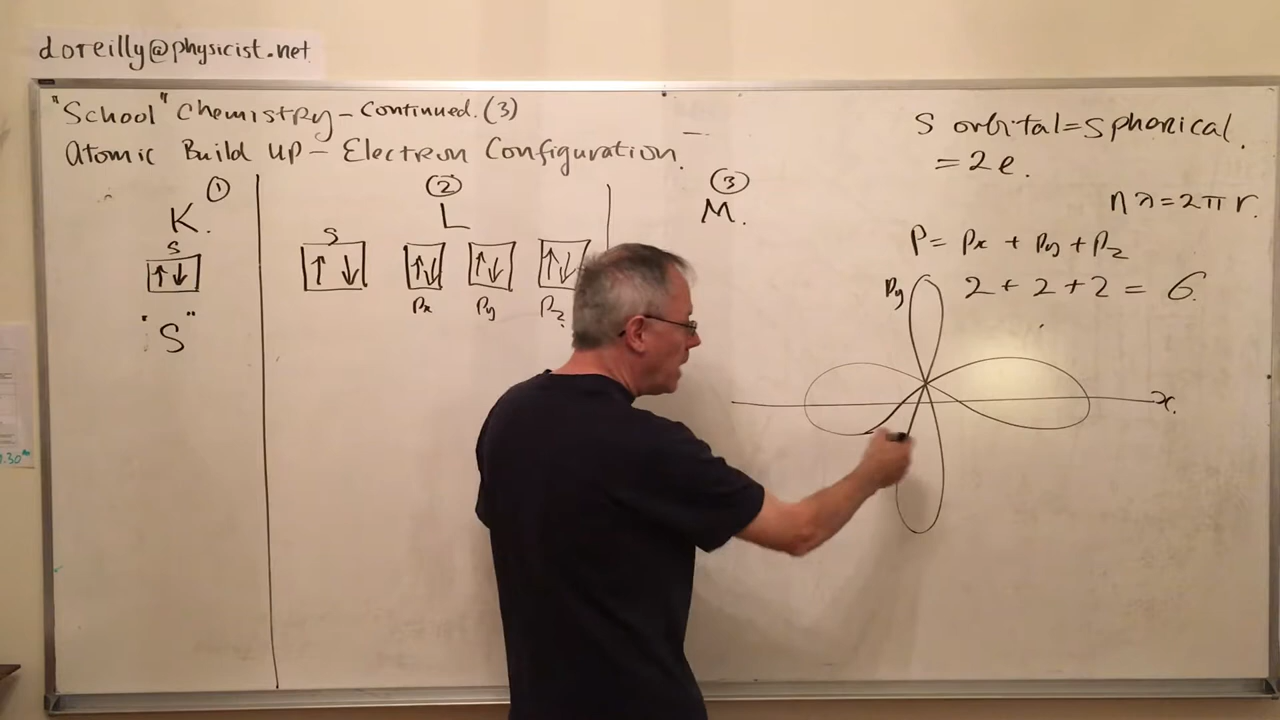 doreilly@physicist.net
"School" Chemistry - Continued. (3)
Atomic Build Up - Electron Configuration.
1
K.
S
↑↓
"S"
2
L
S
↑ ↓ ↑↓ ↑↓ ↑↓
Px Py Pz
3
M.
S orbital = Spherical.
= 2e.
nλ = 2πr.
P = Px + Py + Pz
2 + 2 + 2 = 6.
Py
x.